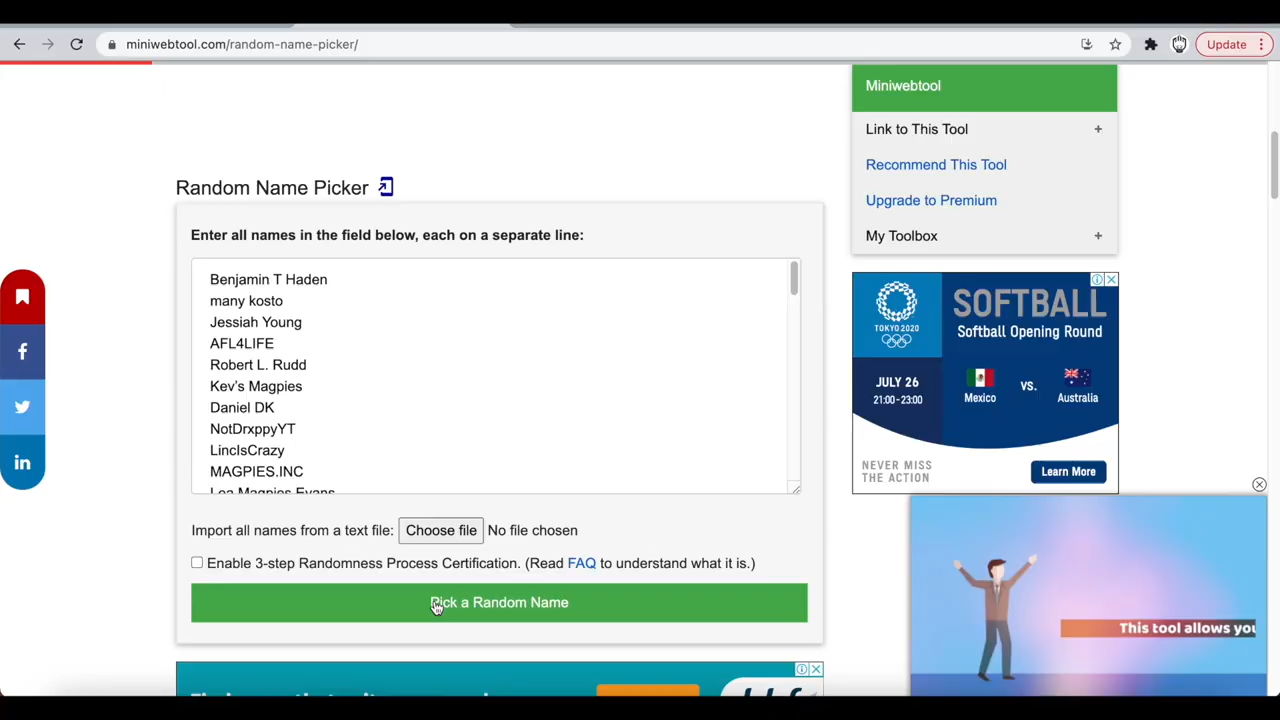 miniwebtool.com/random-name-picker/
Update
Miniwebtool
Link to This Tool +
Recommend This Tool
Upgrade to Premium
My Toolbox +
Random Name Picker
Enter all names in the field below, each on a separate line:
Benjamin T Haden
many kosto
Jessiah Young
AFL4LIFE
Robert L. Rudd
Kev's Magpies
Daniel DK
NotDrxppyYT
LincIsCrazy
MAGPIES.INC
Lea Magpies Evans
Import all names from a text file: Choose file No file chosen
Enable 3-step Randomness Process Certification. (Read FAQ to understand what it is.)
Pick a Random Name
f
in
TOKYO 2020
SOFTBALL
Softball Opening Round
JULY 26
21:00-23:00
Mexico
VS.
Australia
NEVER MISS
THE ACTION
Learn More
This tool allows you